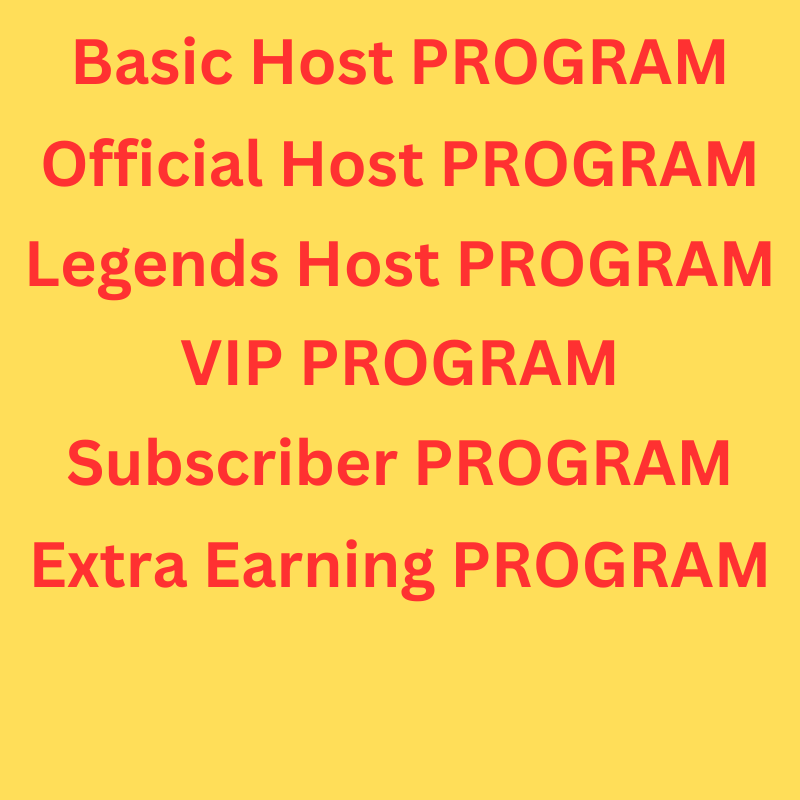 Basic Host PROGRAM
Official Host PROGRAM
Legends Host PROGRAM
VIP PROGRAM
Subscriber PROGRAM
Extra Earning PROGRAM